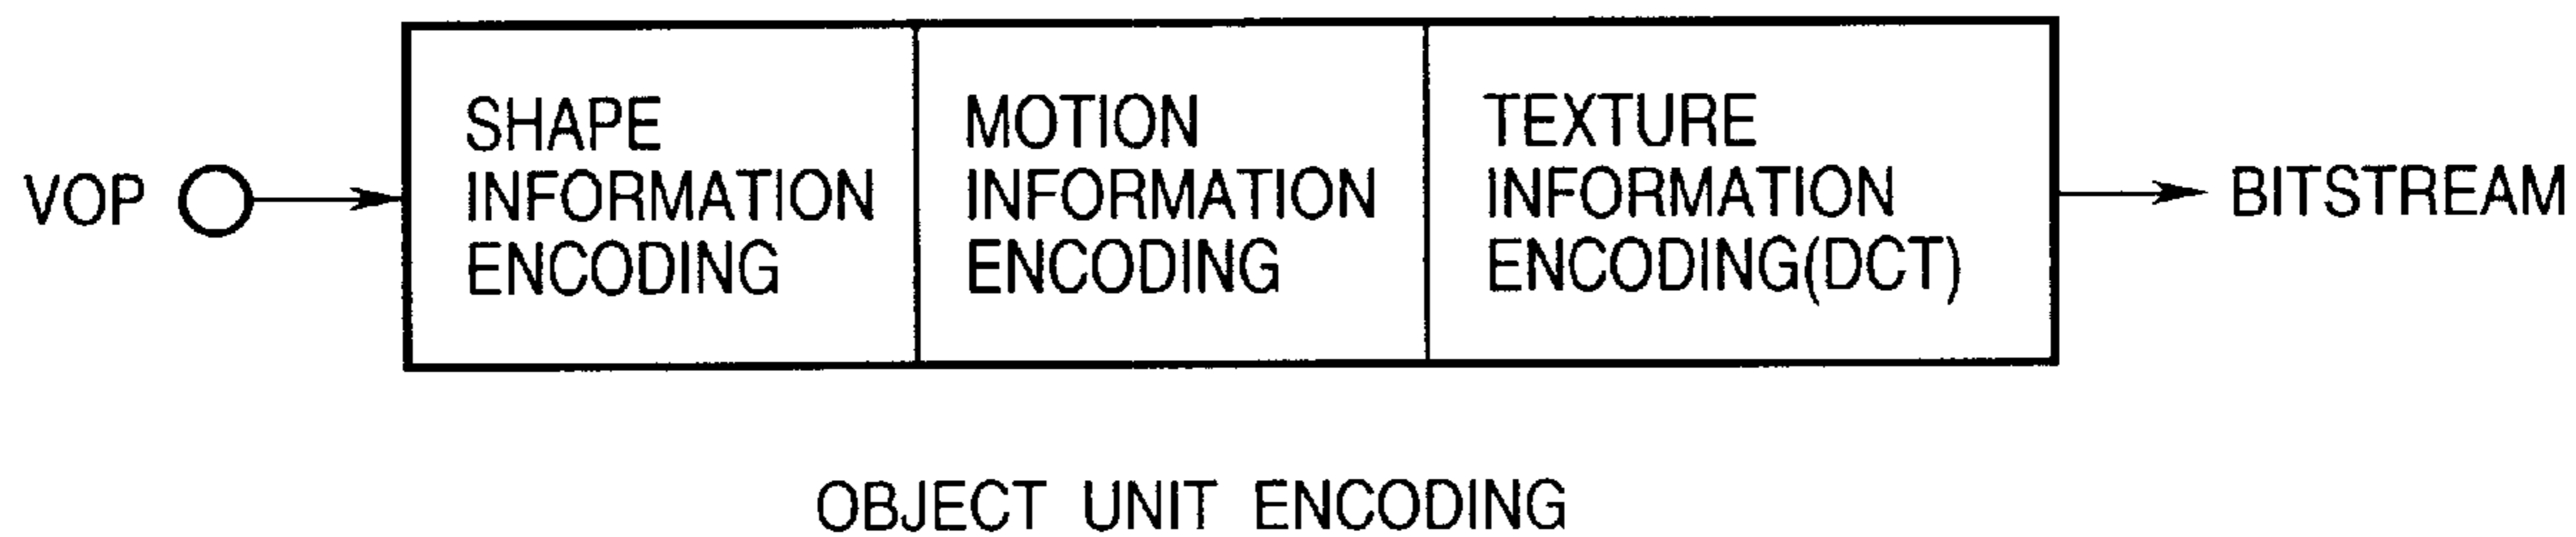 VOP
SHAPE
INFORMATION
ENCODING
MOTION
INFORMATION
ENCODING
TEXTURE
INFORMATION
ENCODING(DCT)
BITSTREAM
OBJECT UNIT ENCODING